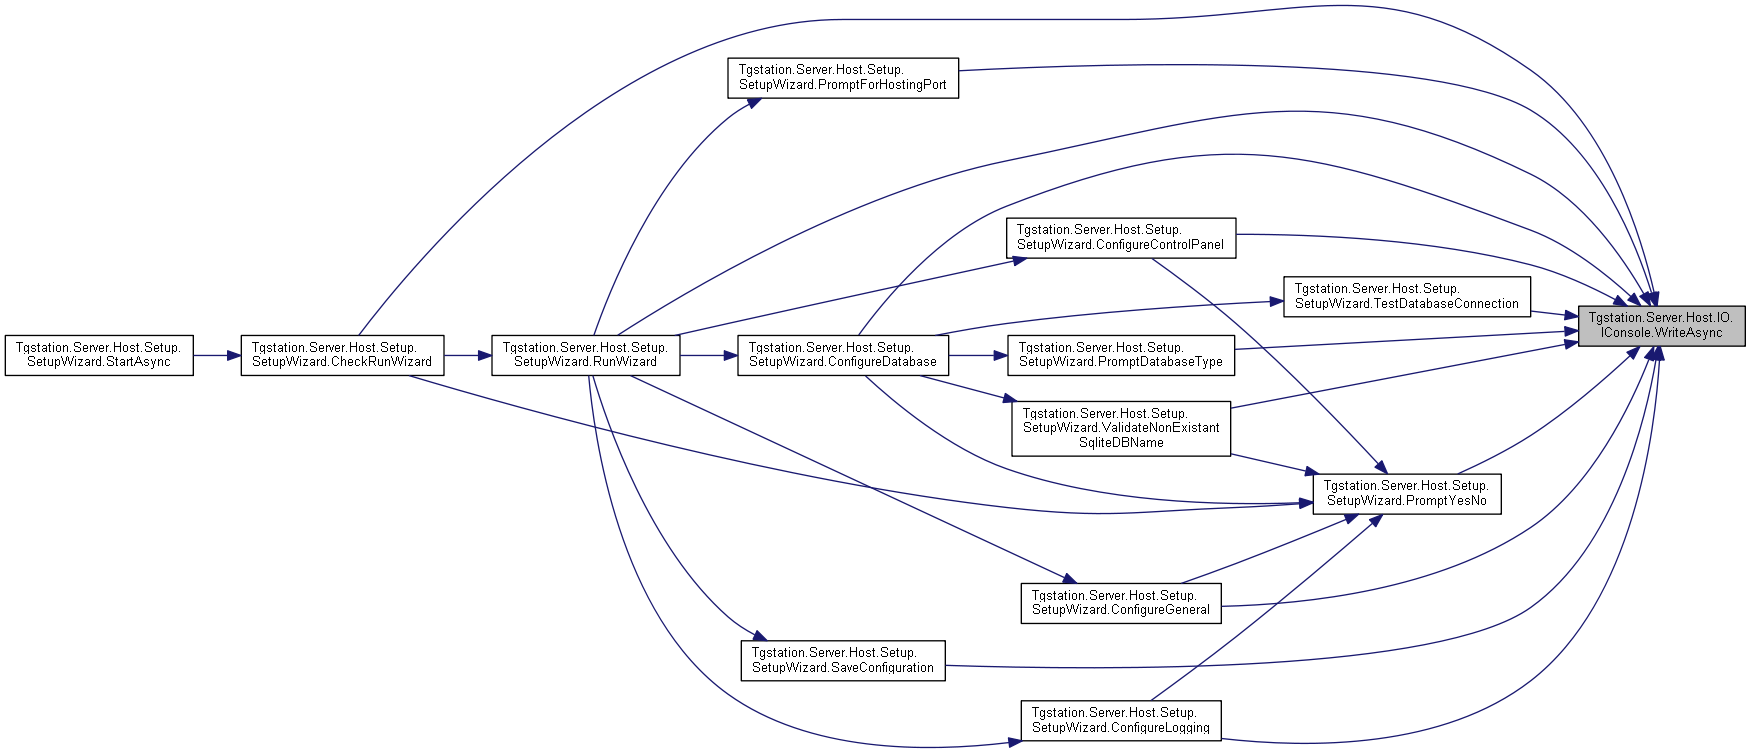 Tgstation.Server.Host.Setup.
SetupWizard.PromptForHostingPort
Tgstation.Server.Host.Setup.
SetupWizard.ConfigureControlPanel
Tgstation.Server.Host.Setup.
SetupWizard.TestDatabaseConnection
Tgstation.Server.Host.IO.
IConsole.WriteAsync
Tgstation.Server.Host.Setup.
SetupWizard.StartAsync
Tgstation.Server.Host.Setup.
SetupWizard.CheckRunWizard
Tgstation.Server.Host.Setup.
SetupWizard.RunWizard
Tgstation.Server.Host.Setup.
SetupWizard.ConfigureDatabase
Tgstation.Server.Host.Setup.
SetupWizard.PromptDatabaseType
Tgstation.Server.Host.Setup.
SetupWizard.ValidateNonExistant
SqliteDBName
Tgstation.Server.Host.Setup.
SetupWizard.PromptYesNo
Tgstation.Server.Host.Setup.
SetupWizard.ConfigureGeneral
Tgstation.Server.Host.Setup.
SetupWizard.SaveConfiguration
Tgstation.Server.Host.Setup.
SetupWizard.ConfigureLogging